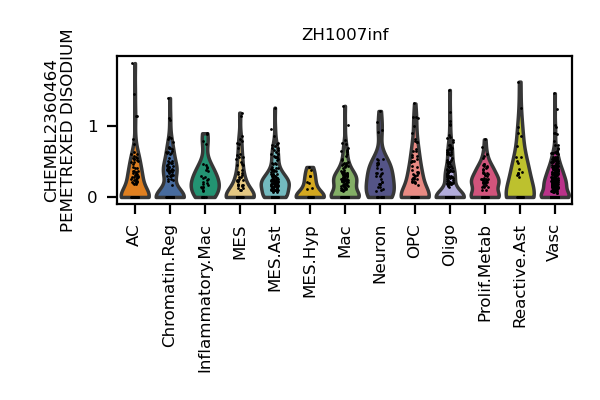 ZH1007inf
CHEMBL2360464
PEMETREXED DISODIUM
1
0
AC
Chromatin.Reg
Inflammatory.Mac
MES
MES.Ast
MES.Hyp
Mac
Neuron
OPC
Oligo
Prolif.Metab
Reactive.Ast
Vasc